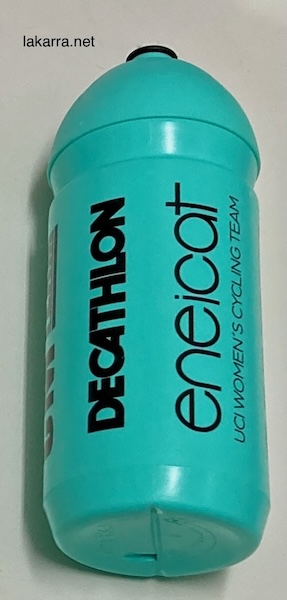 lakarra.net
DECATHLON
eneicat
UCI WOMEN'S CYCLING TEAM